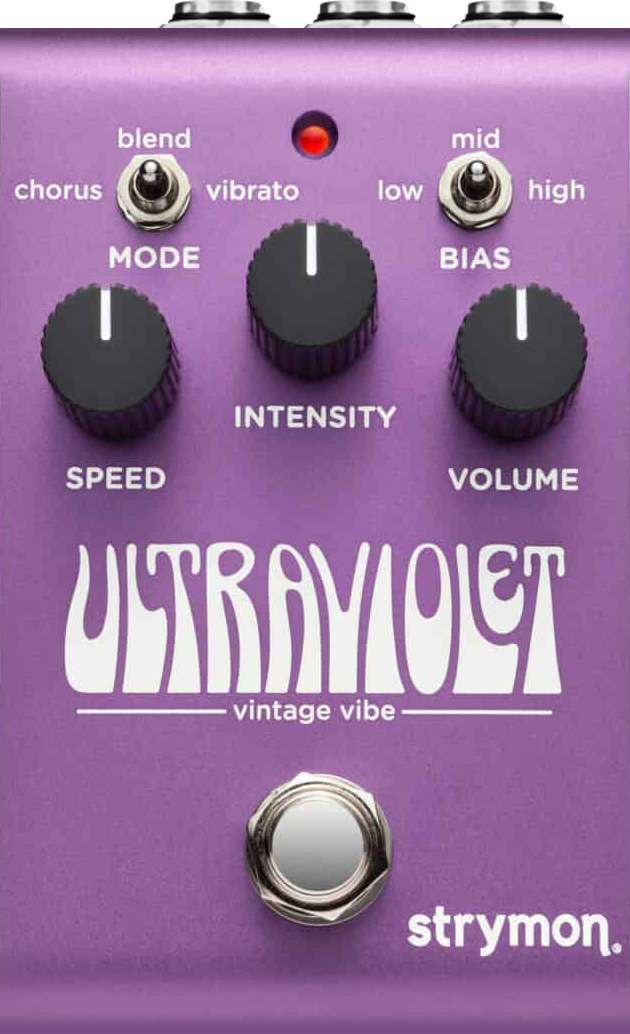 blend
mid
chorus
vibrato
low
high
MODE
BIAS
INTENSITY
SPEED
VOLUME
ULTRAVIOLET
vintage vibe
strymon®